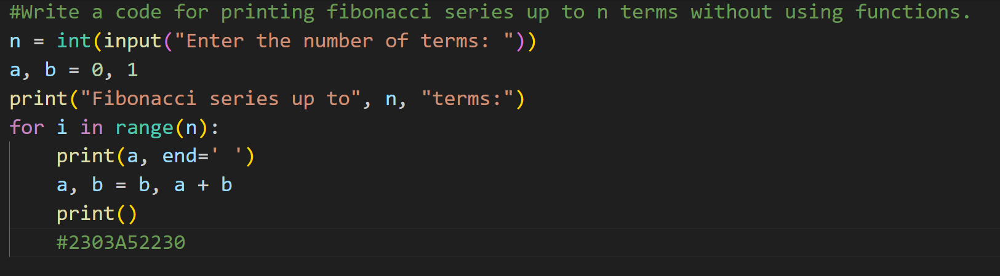 #Write a code for printing fibonacci series up to n terms without using functions.
n = int(input("Enter the number of terms: "))
a, b = 0, 1
print("Fibonacci series up to", n, "terms:")
for i in range(n):
    print(a, end=' ')
    a, b = b, a + b
    print()
    #2303A52230